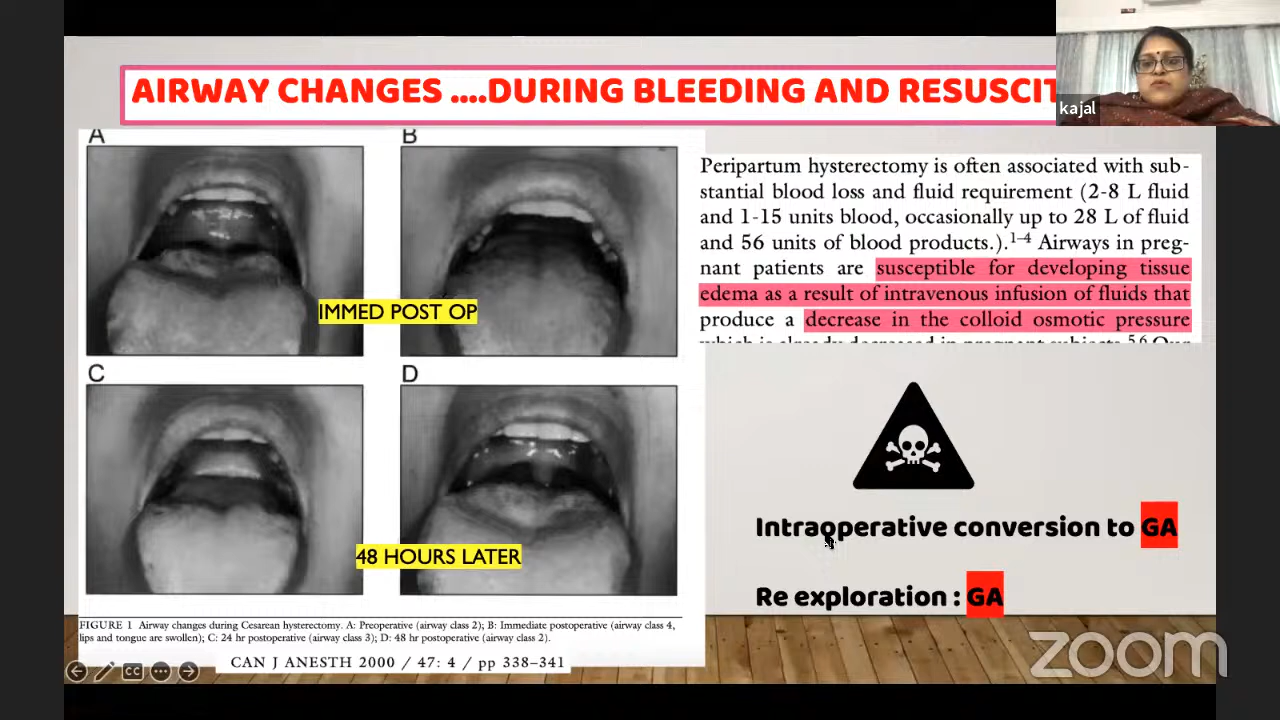 AIRWAY CHANGES ....DURING BLEEDING AND
kajal
A
B
IMMED POST OP
C
D
48 HOURS LATER
FIGURE 1 Airway changes during Cesarean hysterectomy. A: Preoperative (airway class 2); B: Immediate postoperative (airway class 4,
lips and tongue are swollen); C: 24 hr postoperative (airway class 3); D: 48 hr postoperative (airway class 2).
CAN J ANESTH 2000 / 47: 4 / pp 338–341
Peripartum hysterectomy is often associated with sub-
stantial blood loss and fluid requirement (2-8 L fluid
and 1-15 units blood, occasionally up to 28 L of fluid
and 56 units of blood products.).1–4 Airways in preg-
nant patients are susceptible for developing tissue
edema as a result of intravenous infusion of fluids that
produce a decrease in the colloid osmotic pressure
Intraoperative conversion to GA
Re exploration : GA
CC
zoom